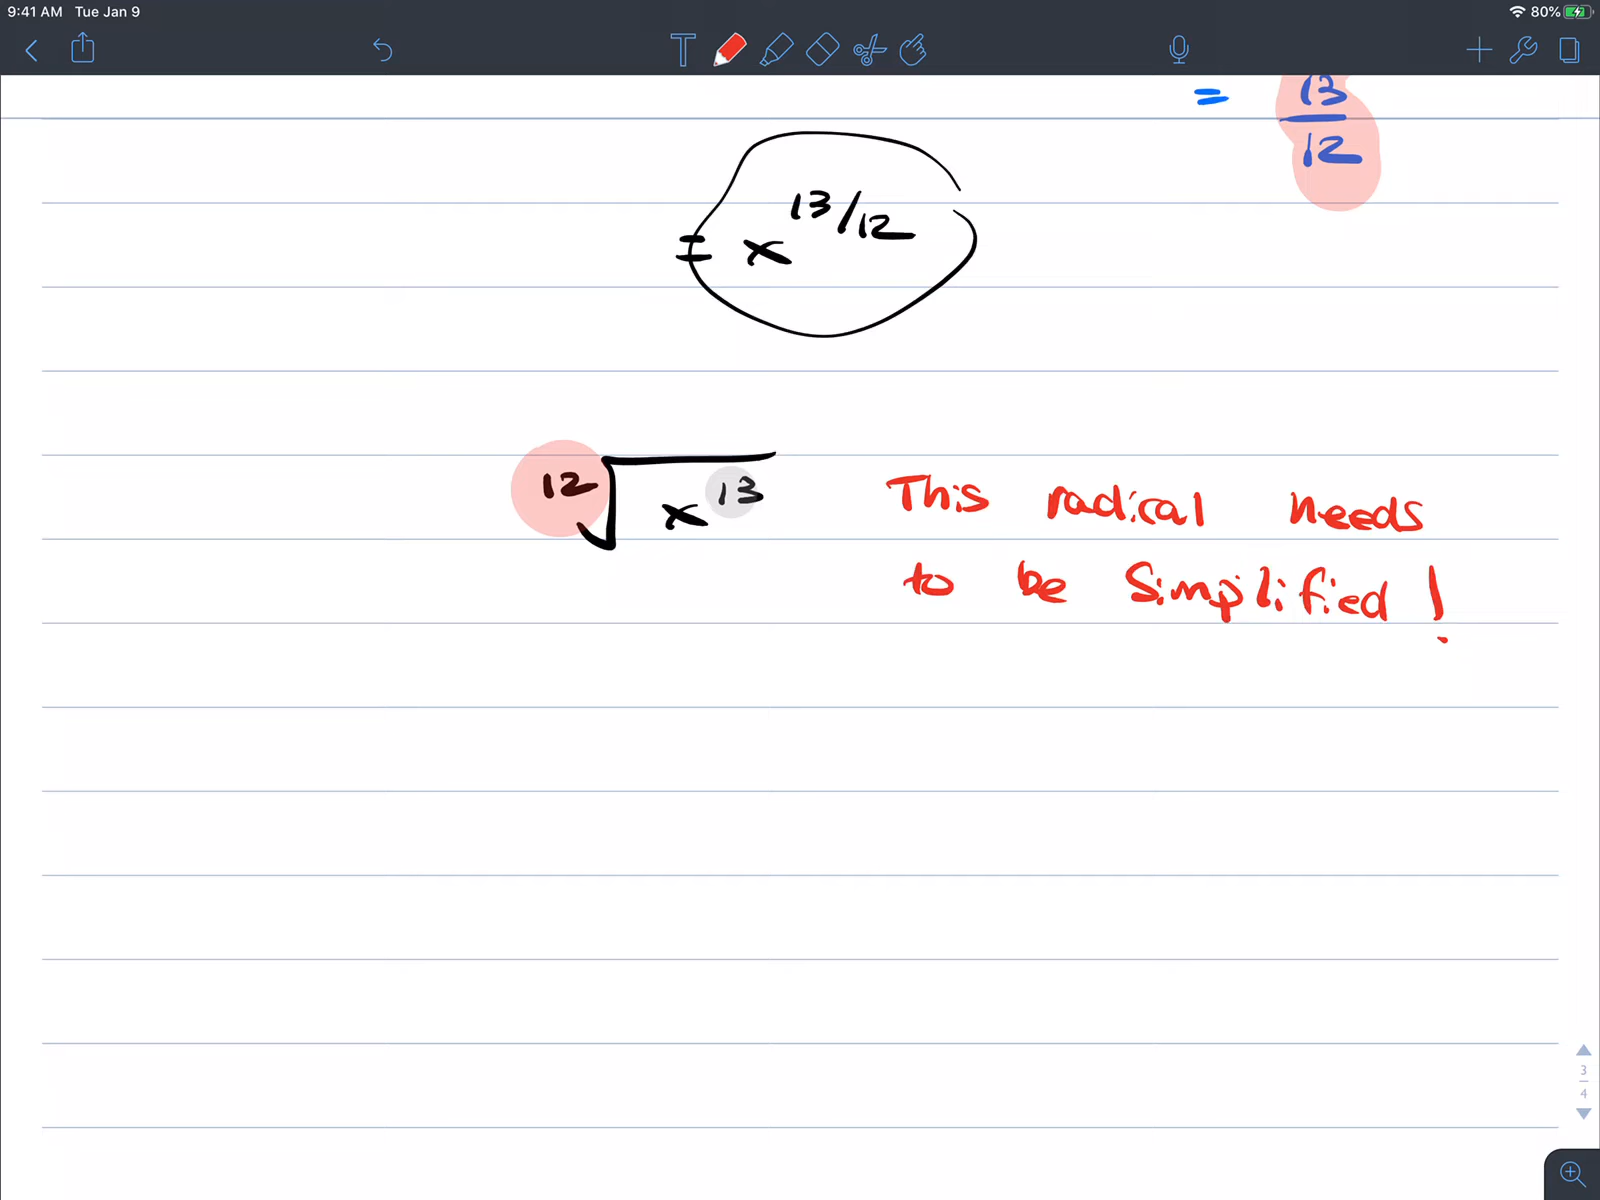 9:41 AM Tue Jan 9
80%
T
= 13/12
= x^13/12
12√x^13
This radical needs
to be simplified!
3
4